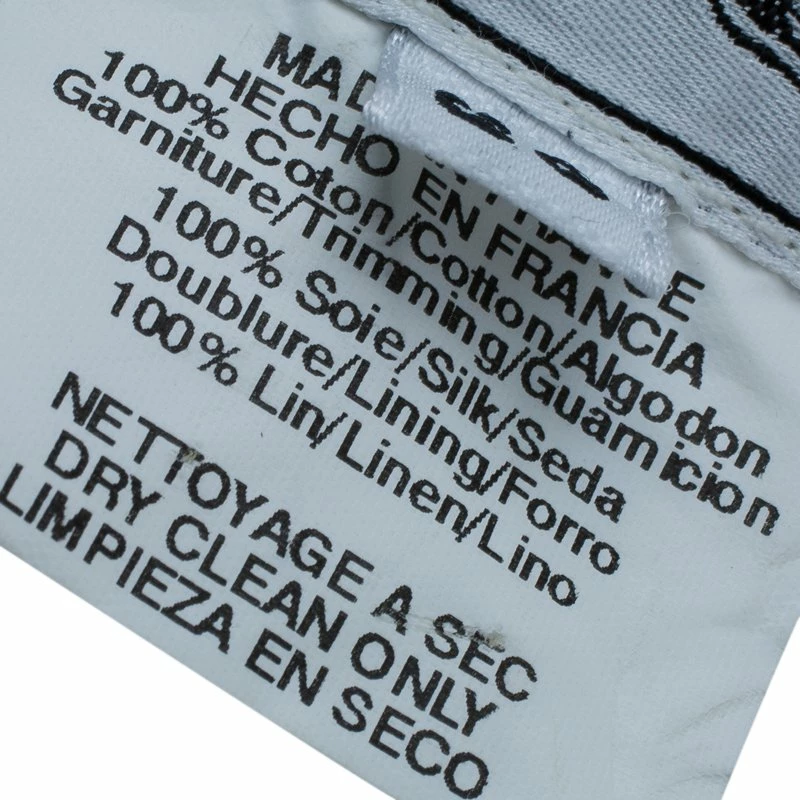 HECHO EN FRANCIA
100% Coton/Cotton/Algodon
Garniture/Trimming/Guarnicion
100% Soie/Silk/Seda
Doublure/Lining/Forro
100% Lin/Linen/Lino
NETTOYAGE A SEC
DRY CLEAN ONLY
LIMPIEZA EN SECO